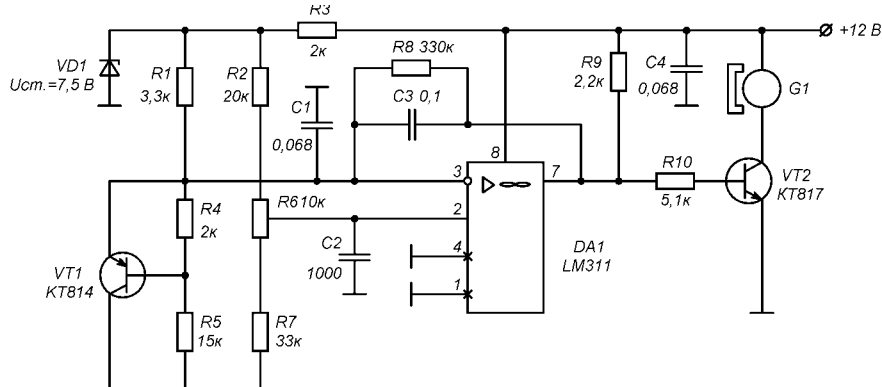 R3
2к
+12 В
VD1
Uст.=7,5 В
R1
3,3к
R2
20к
C1
0,068
R8 330к
C3 0,1
R9
2,2к
C4
0,068
G1
8
3
7
2
4
1
R10
5,1к
VT2
КТ817
R4
2к
R610к
C2
1000
DA1
LM311
VT1
КТ814
R5
15к
R7
33к